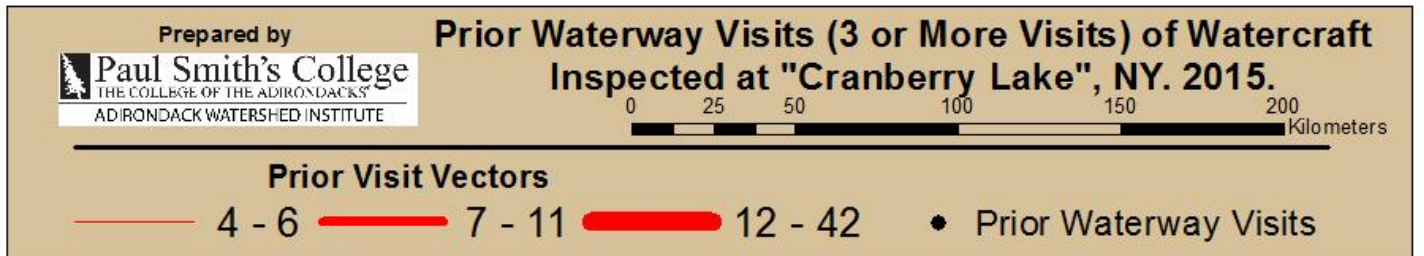 Prepared by
Paul Smith's College
THE COLLEGE OF THE ADIRONDACKS
ADIRONDACK WATERSHED INSTITUTE
Prior Waterway Visits (3 or More Visits) of Watercraft
Inspected at "Cranberry Lake", NY. 2015.
0 25 50 100 150 200
Kilometers
Prior Visit Vectors
4 - 6 7 - 11 12 - 42 Prior Waterway Visits